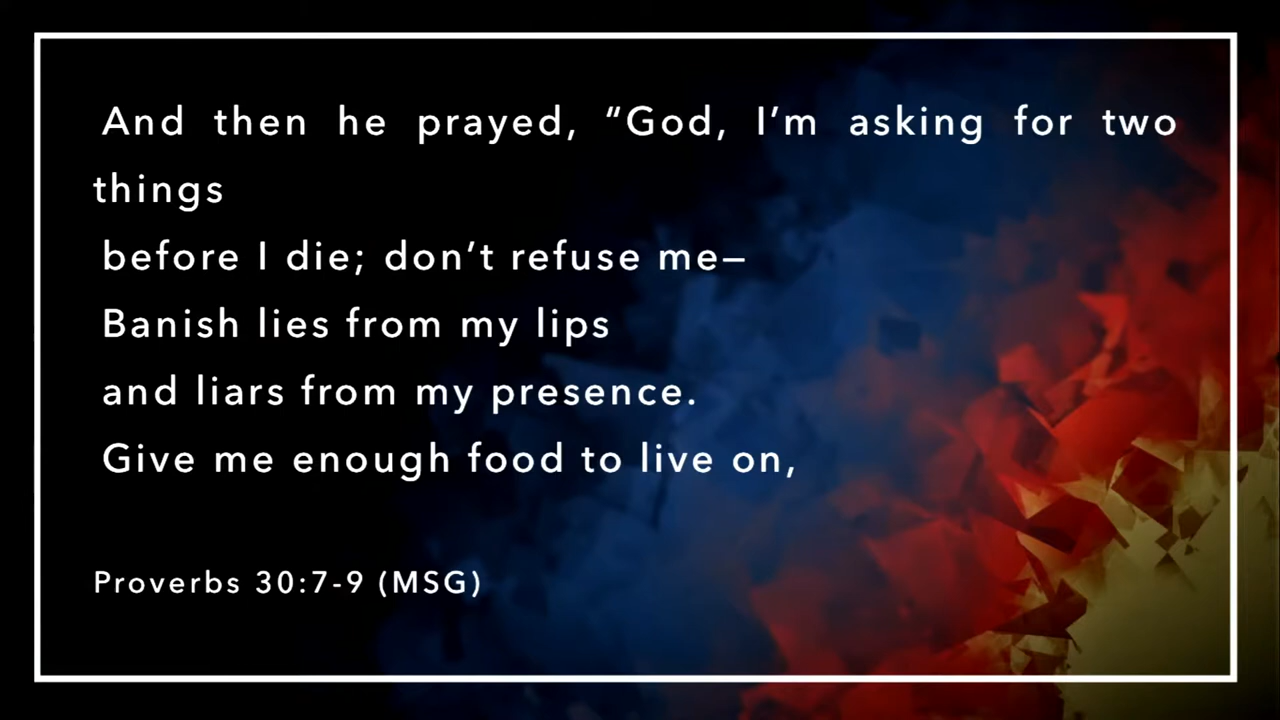 And then he prayed, “God, I’m asking for two
things
before I die; don’t refuse me—
Banish lies from my lips
and liars from my presence.
Give me enough food to live on,
Proverbs 30:7-9 (MSG)